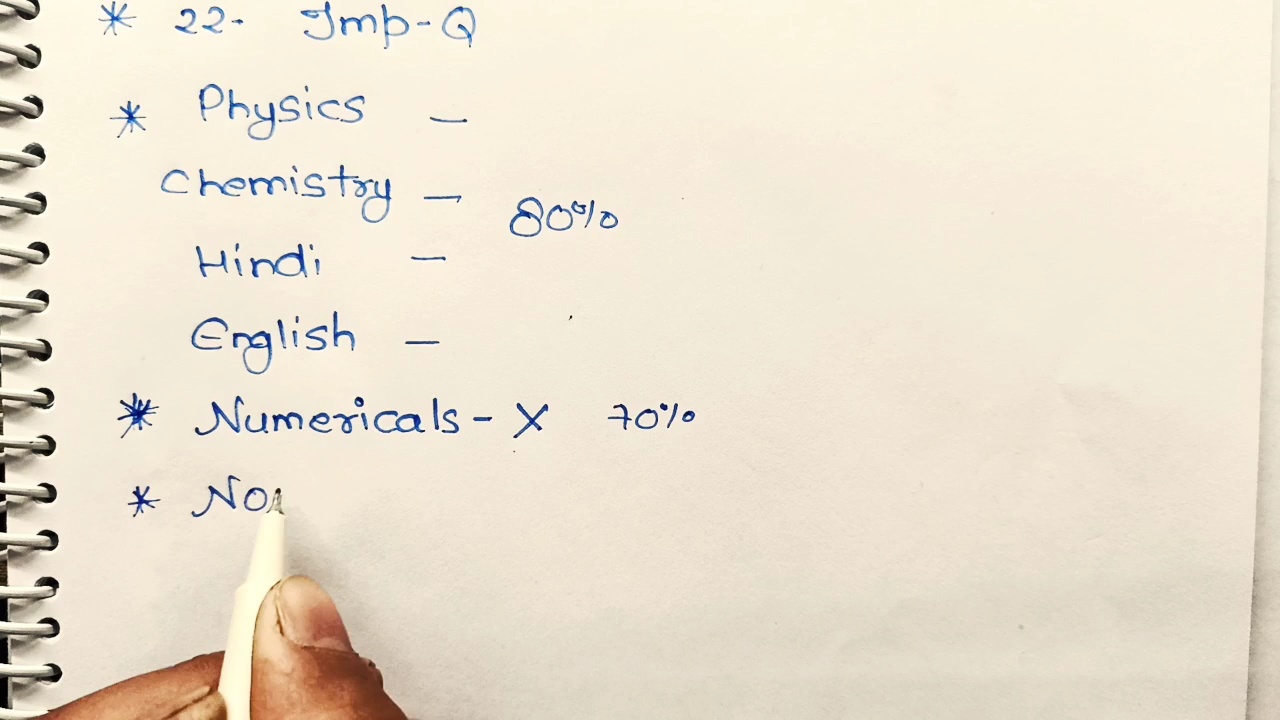 * 22- Imp-Q
* Physics -
Chemistry - 80%
Hindi -
English -
* Numericals - X 70%
* No